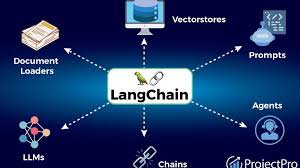 Vectorstores
Document
Loaders
Prompts
LangChain
LLMs
Agents
Chains
ProjectPro